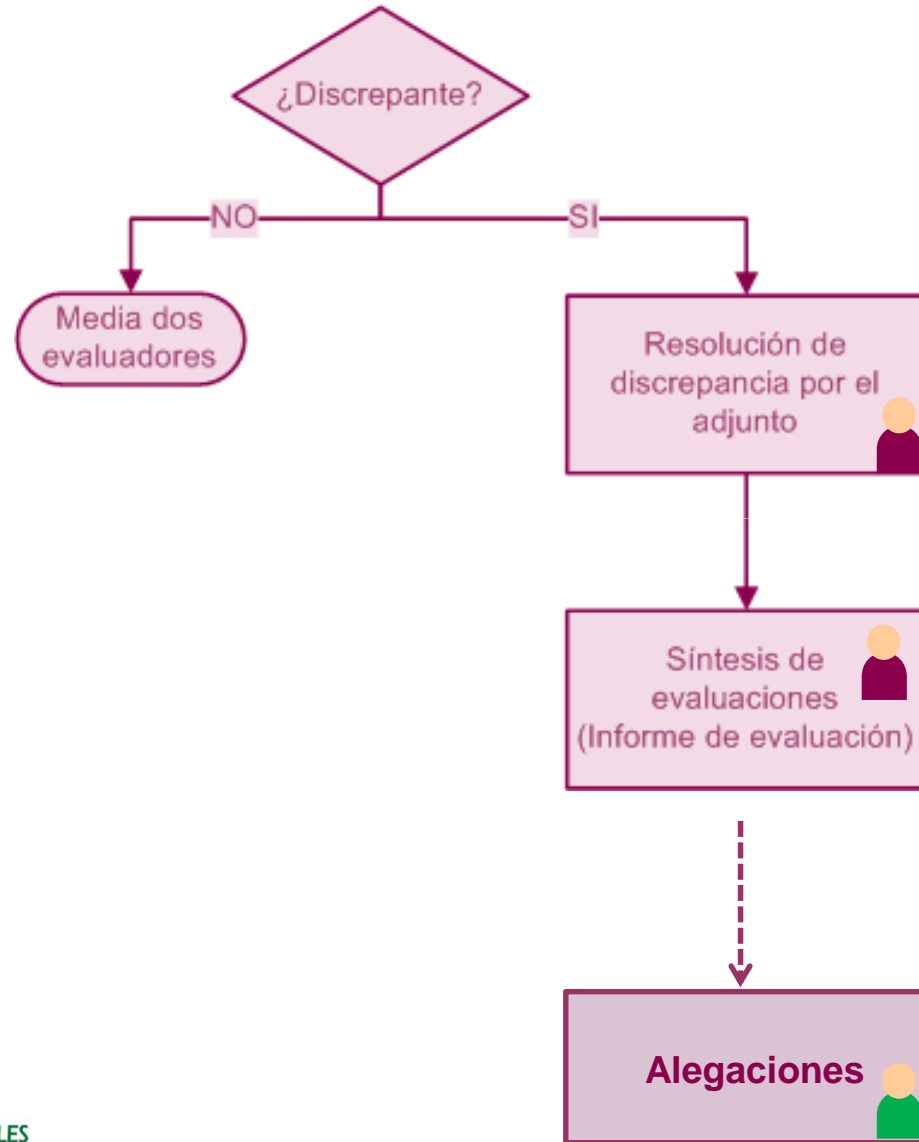 ¿Discrepante?
NO
SI
Media dos
evaluadores
Resolución de
discrepancia por el
adjunto
Síntesis de
evaluaciones
(Informe de evaluación)
Alegaciones
LES